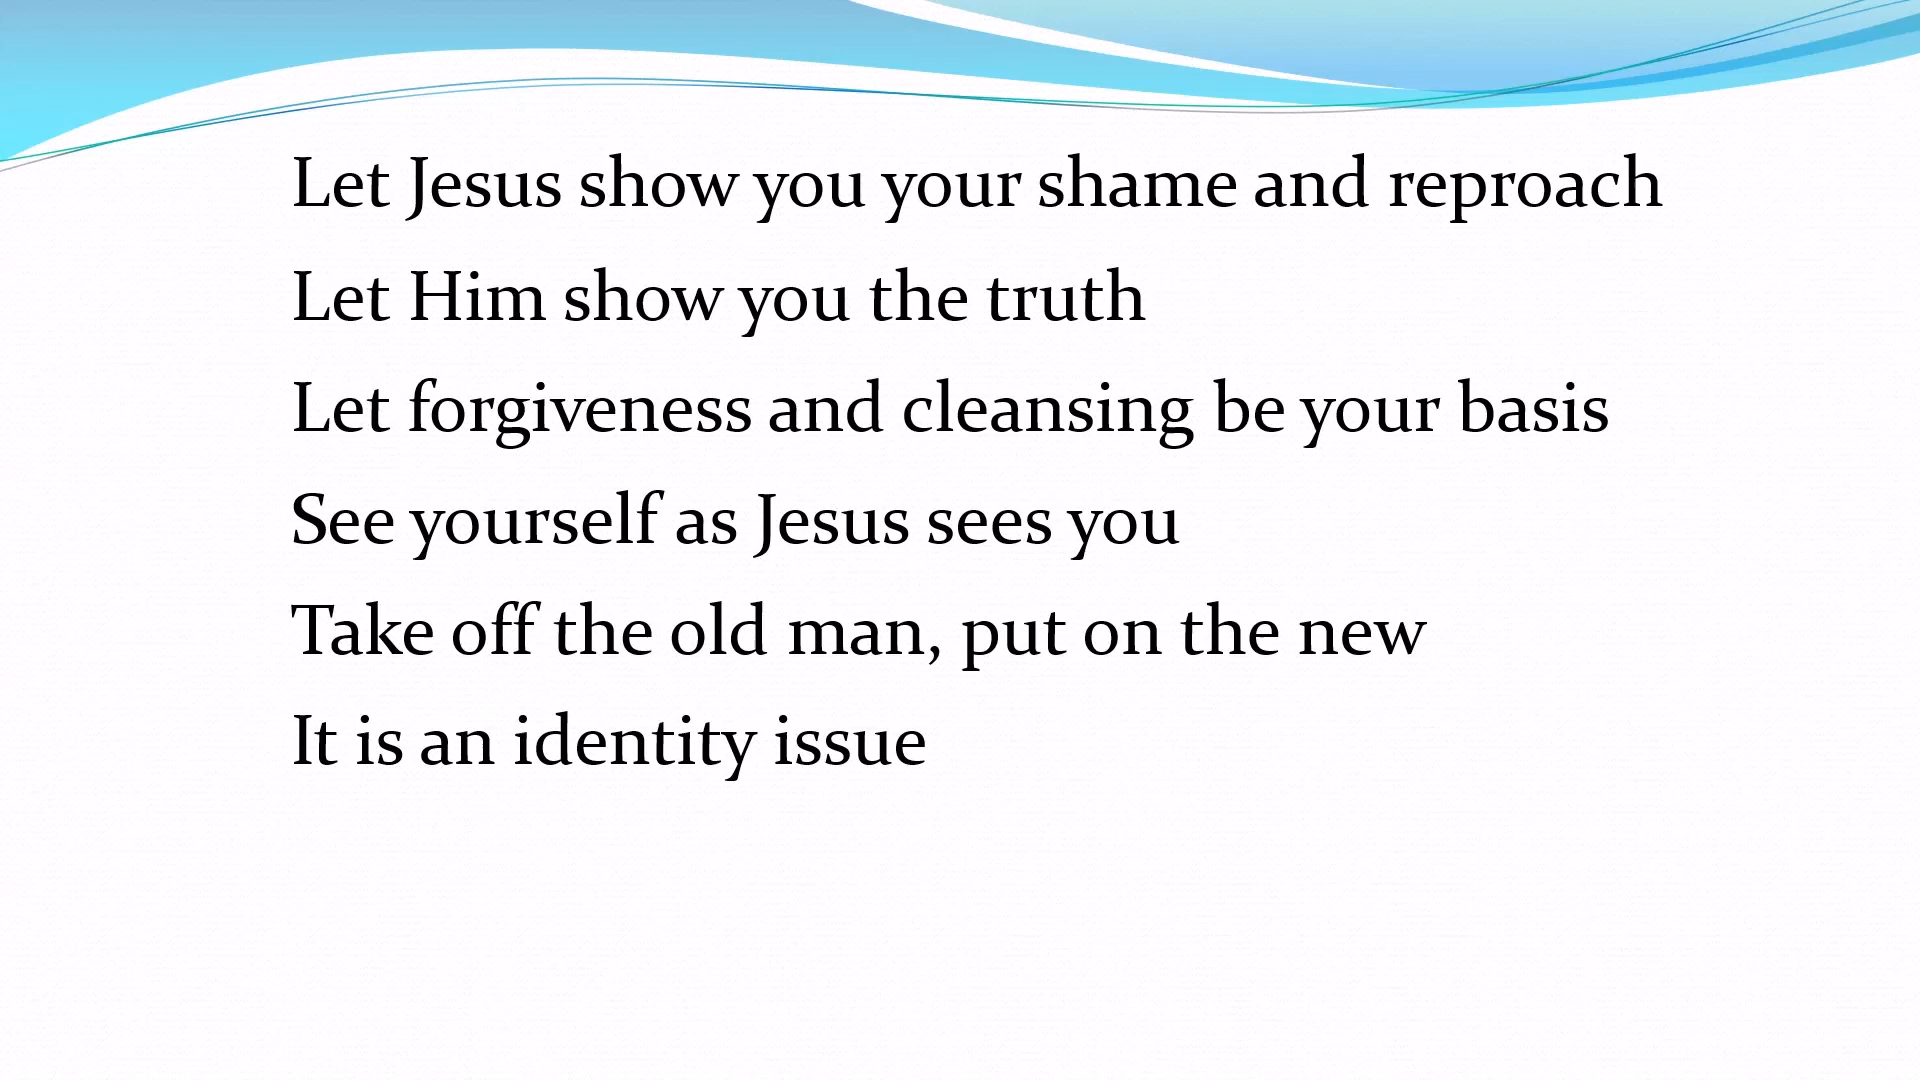 Let Jesus show you your shame and reproach
Let Him show you the truth
Let forgiveness and cleansing be your basis
See yourself as Jesus sees you
Take off the old man, put on the new
It is an identity issue